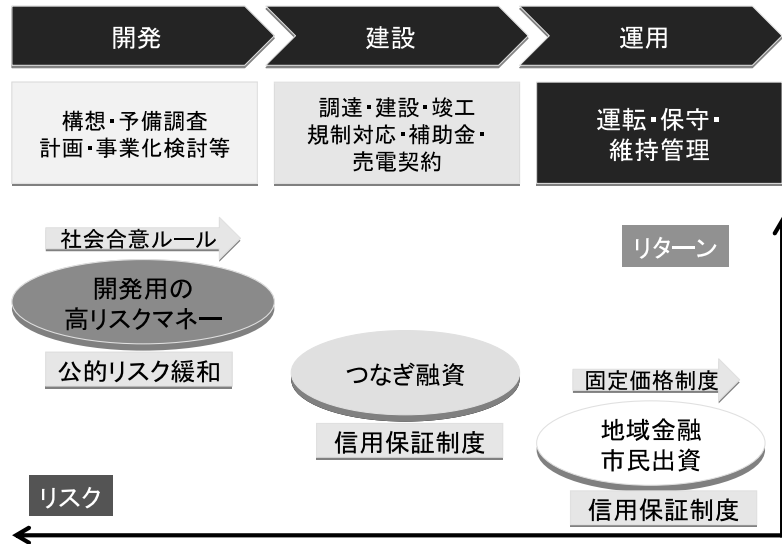 開発
建設
運用
構想・予備調査
計画・事業化検討等
調達・建設・竣工
規制対応・補助金・
売電契約
運転・保守・
維持管理
社会合意ルール
リターン
開発用の
高リスクマネー
公的リスク緩和
つなぎ融資
信用保証制度
固定価格制度
地域金融
市民出資
信用保証制度
リスク